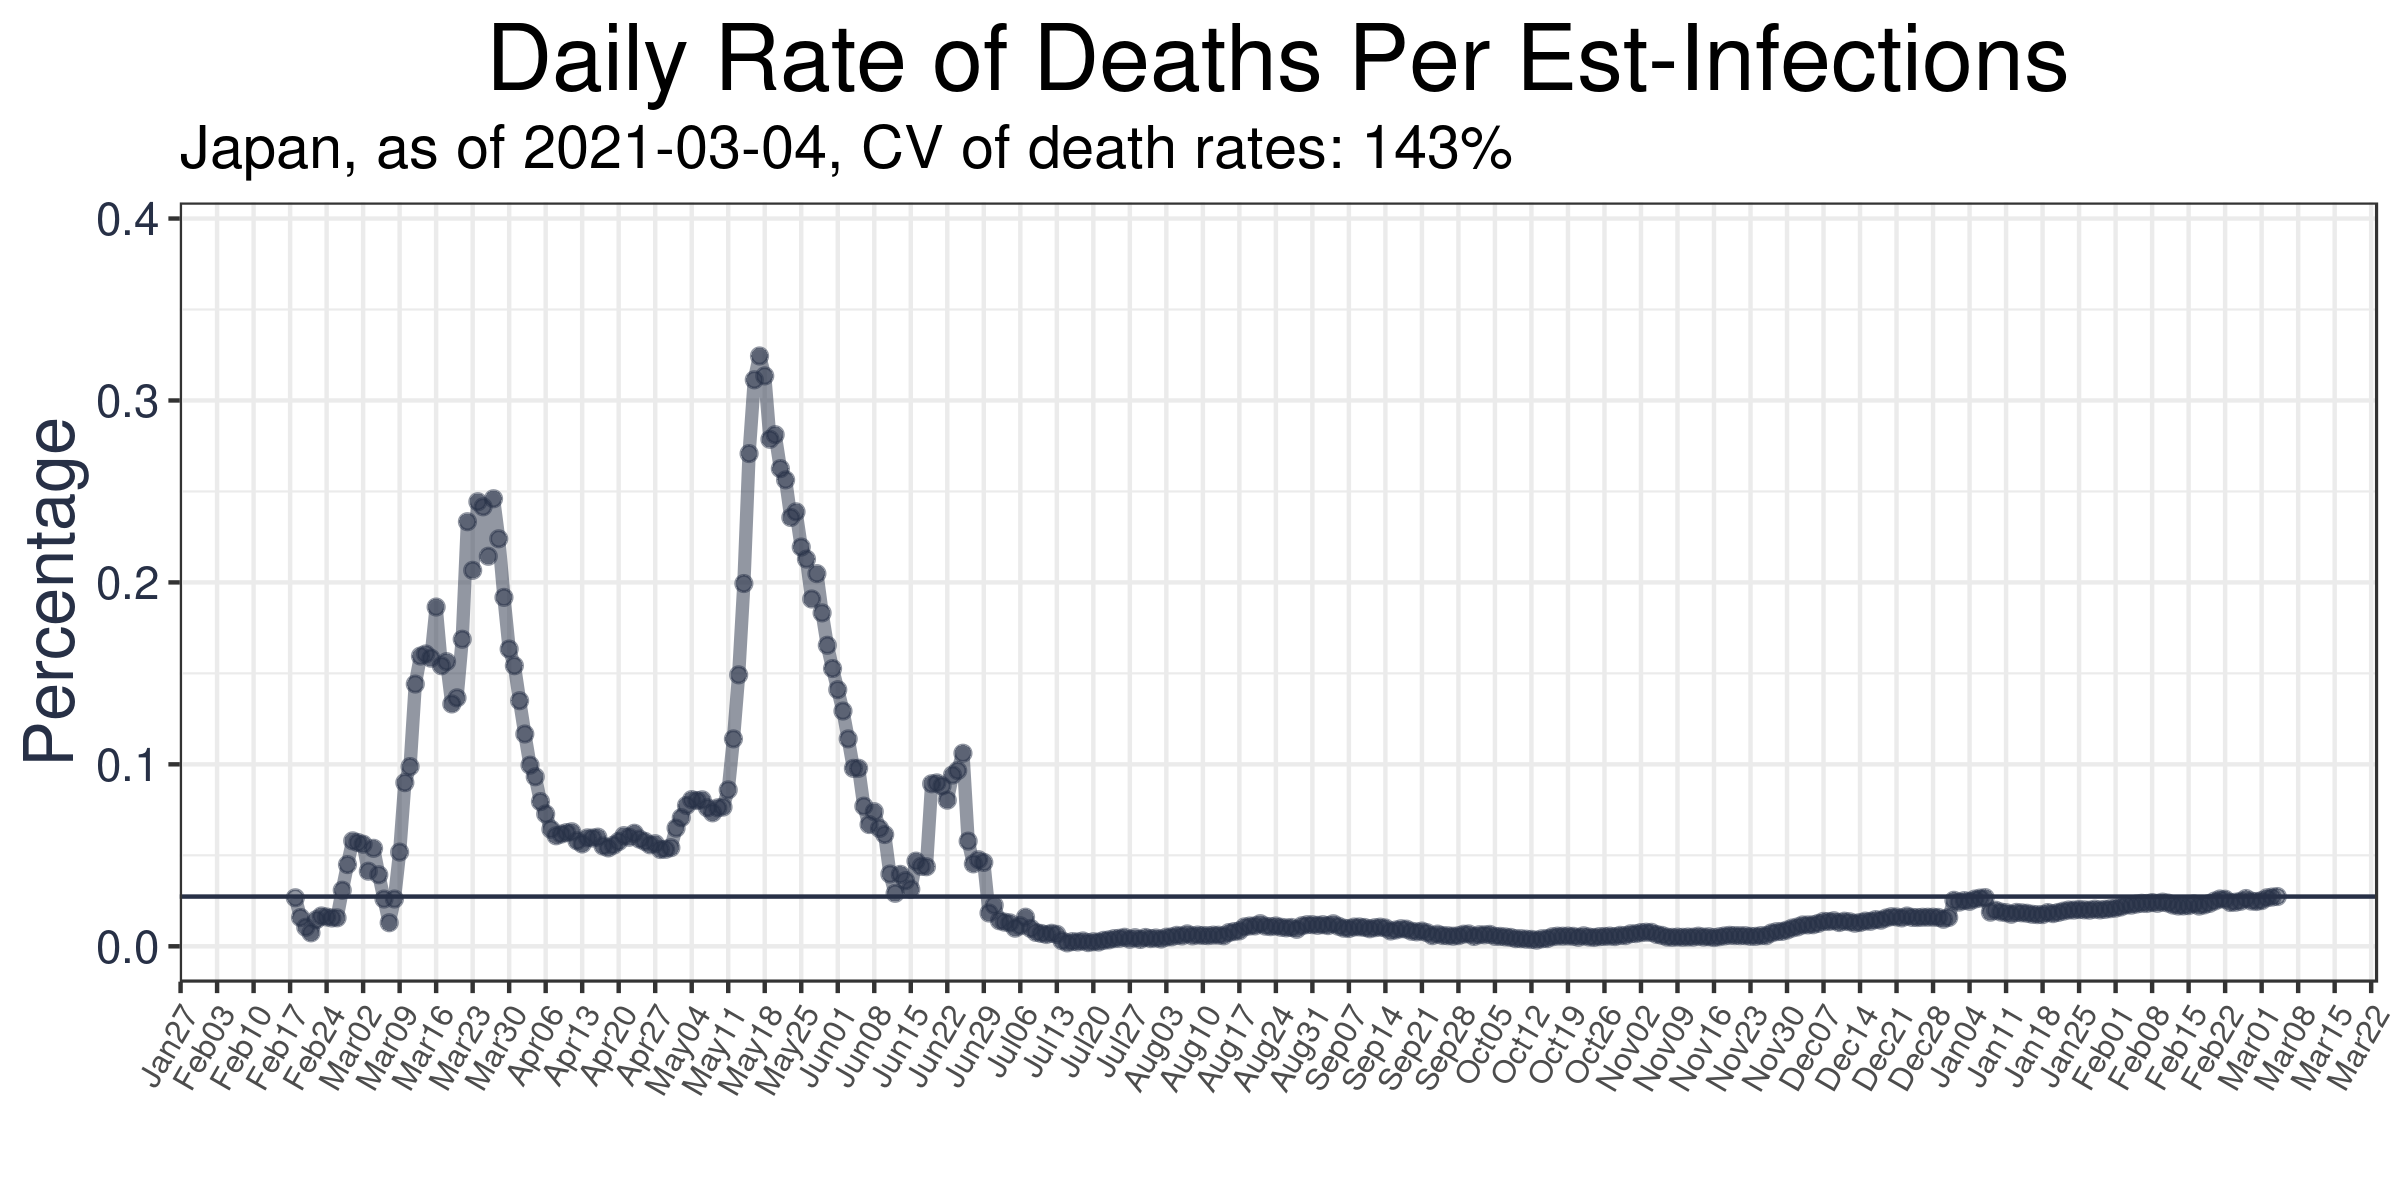 Daily Rate of Deaths Per Est-Infections
Japan, as of 2021-03-04, CV of death rates: 143%
Percentage
0.4
0.3
0.2
0.1
0.0
Jan27
Feb03
Feb10
Feb17
Feb24
Mar02
Mar09
Mar16
Mar23
Mar30
Apr06
Apr13
Apr20
Apr27
May04
May11
May18
May25
Jun01
Jun08
Jun15
Jun22
Jun29
Jul06
Jul13
Jul20
Jul27
Aug03
Aug10
Aug17
Aug24
Aug31
Sep07
Sep14
Sep21
Sep28
Oct05
Oct12
Oct19
Oct26
Nov02
Nov09
Nov16
Nov23
Nov30
Dec07
Dec14
Dec21
Dec28
Jan04
Jan11
Jan18
Jan25
Feb01
Feb08
Feb15
Feb22
Mar01
Mar08
Mar15
Mar22